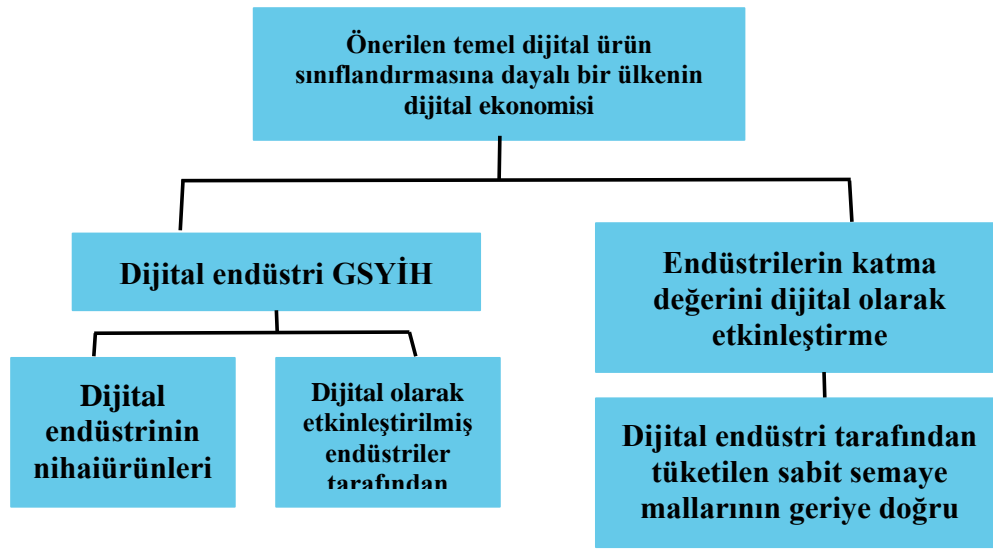 Önerilen temel dijital ürün
sınıflandırmasına dayalı bir ülkenin
dijital ekonomisi
Dijital endüstri GSYİH
Endüstrilerin katma
değerini dijital olarak
etkinleştirme
Dijital
endüstrinin
nihaiürünleri
Dijital olarak
etkinleştirilmiş
endüstriler
tarafından
Dijital endüstri tarafından
tüketilen sabit semaye
mallarının geriye doğru